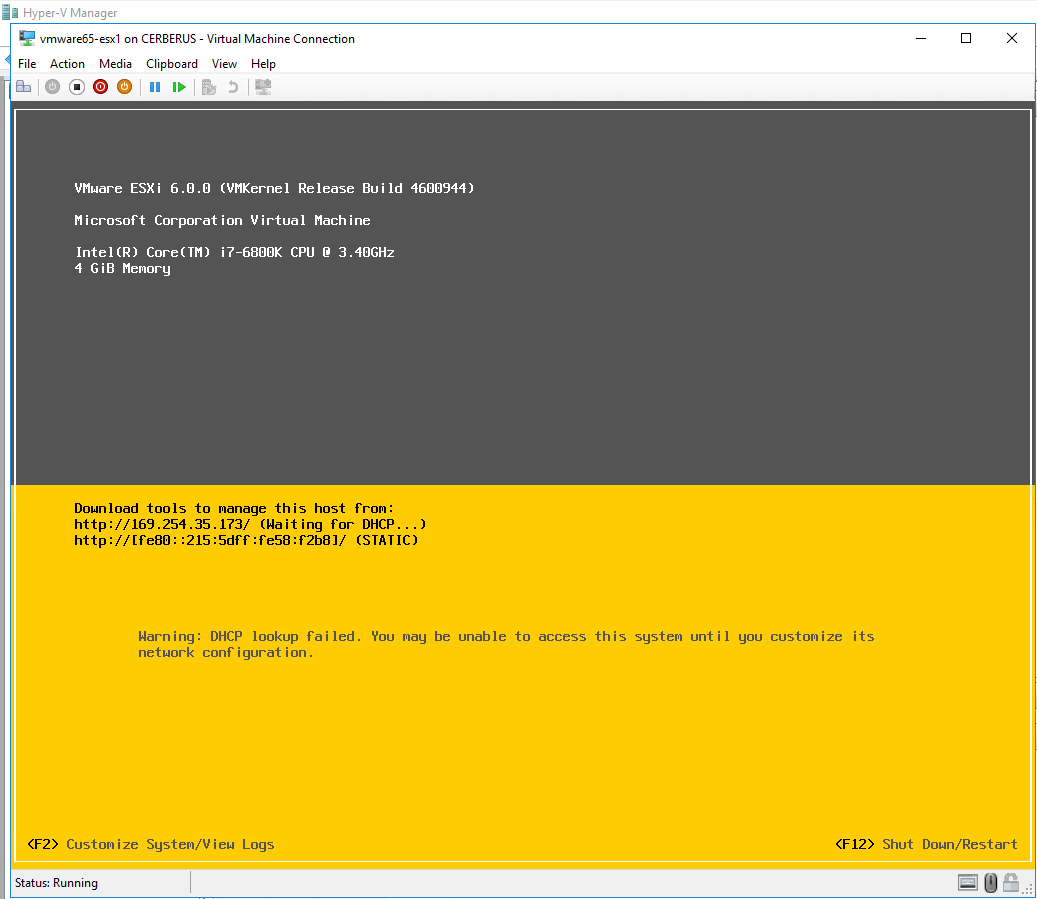 Hyper-V Manager
vmware65-esx1 on CERBERUS - Virtual Machine Connection
File Action Media Clipboard View Help
VMware ESXi 6.0.0 (VMKernel Release Build 4600944)
Microsoft Corporation Virtual Machine
Intel(R) Core(TM) i7-6800K CPU @ 3.40GHz
4 GiB Memory
Download tools to manage this host from:
http://169.254.35.173/ (Waiting for DHCP...)
http://[fe80::215:5dff:fe58:f2b8]/ (STATIC)
Warning: DHCP lookup failed. You may be unable to access this system until you customize its
network configuration.
<F2> Customize System/View Logs <F12> Shut Down/Restart
Status: Running